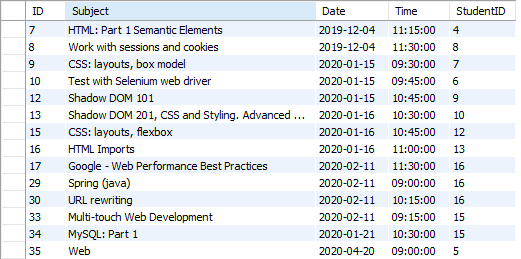 ID Subject Date Time StudentID
7 HTML: Part 1 Semantic Elements 2019-12-04 11:15:00 4
8 Work with sessions and cookies 2019-12-04 11:30:00 8
9 CSS: layouts, box model 2020-01-15 09:30:00 7
10 Test with Selenium web driver 2020-01-15 09:45:00 6
12 Shadow DOM 101 2020-01-15 10:45:00 9
13 Shadow DOM 201, CSS and Styling. Advanced ... 2020-01-16 10:30:00 10
15 CSS: layouts, flexbox 2020-01-16 10:45:00 12
16 HTML Imports 2020-01-16 11:00:00 13
17 Google - Web Performance Best Practices 2020-02-11 11:30:00 16
29 Spring (java) 2020-02-11 09:00:00 16
30 URL rewriting 2020-02-11 10:15:00 16
33 Multi-touch Web Development 2020-02-11 09:15:00 15
34 MySQL: Part 1 2020-01-21 10:30:00 15
35 Web 2020-04-20 09:00:00 5